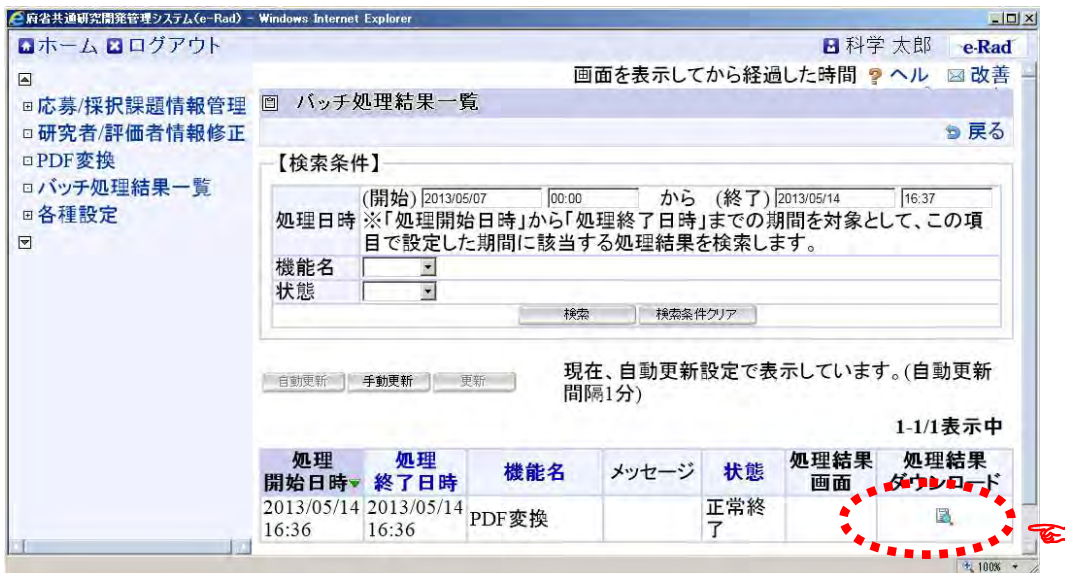 府省共通研究開発管理システム(e-Rad) - Windows Internet Explorer
ホーム ログアウト
科学 太郎 e-Rad
画面を表示してから経過した時間 ? ヘル 改善
応募/採択課題情報管理
研究者/評価者情報修正
PDF変換
バッチ処理結果一覧
各種設定
バッチ処理結果一覧
戻る
【検索条件】
処理日時
(開始) 2013/05/07 00:00 から (終了) 2013/05/14 16:37
※「処理開始日時」から「処理終了日時」までの期間を対象として、この項
目で設定した期間に該当する処理結果を検索します。
機能名
状態
検索 検索条件クリア
自動更新 手動更新 更新
現在、自動更新設定で表示しています。(自動更新
間隔1分)
1-1/1表示中
処理
開始日時▼
処理
終了日時
機能名
メッセージ
状態
処理結果
画面
処理結果
ダウンロード
2013/05/14
16:36
2013/05/14
16:36
PDF変換
正常終
了
100%